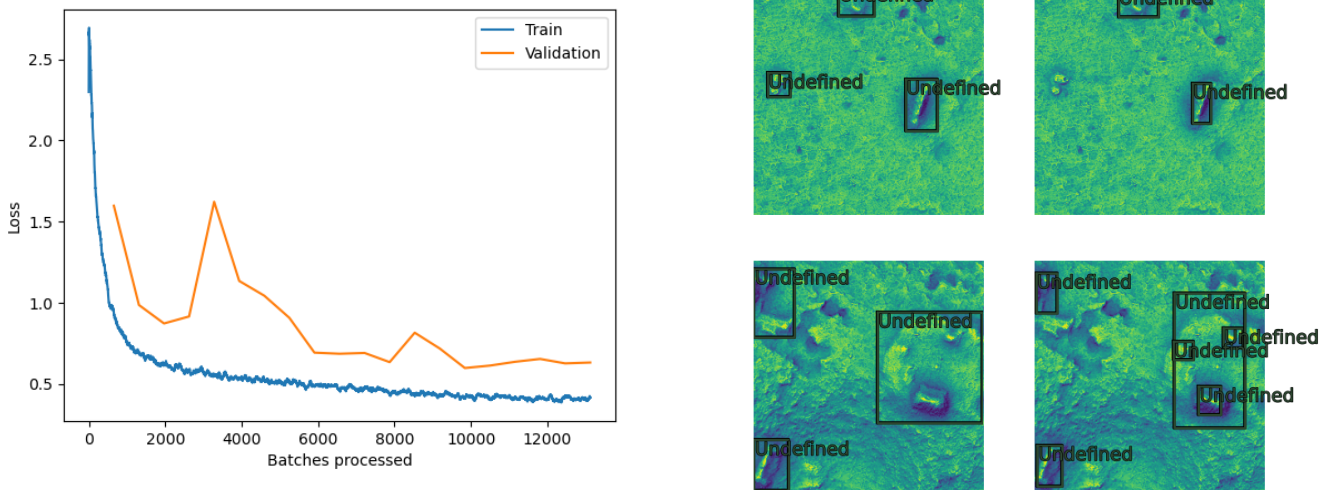 Train
Validation
2.5
2.0
1.5
1.0
0.5
Loss
0
2000
4000
6000
8000
10000
12000
Batches processed
Undefined
Undefined
Undefined
Undefined
Undefined
Undefined
Undefined
Undefined
Undefined
Undefined
Undefined
Undefined
Undefined
Undefined